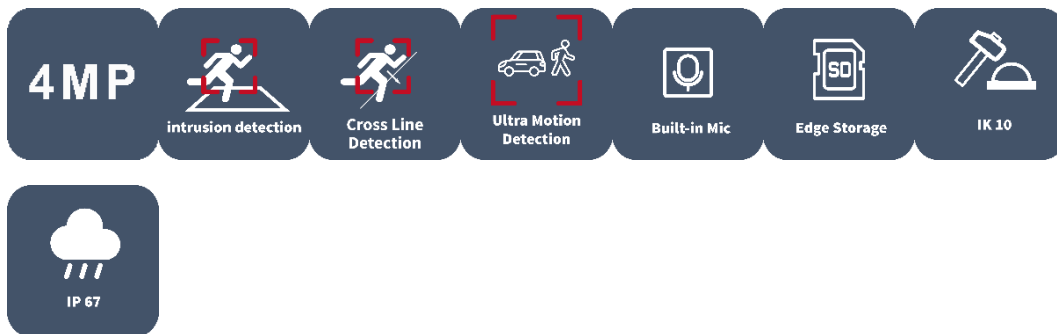 4MP
intrusion detection
Cross Line
Detection
Ultra Motion
Detection
Built-in Mic
SD
Edge Storage
IK 10
IP 67